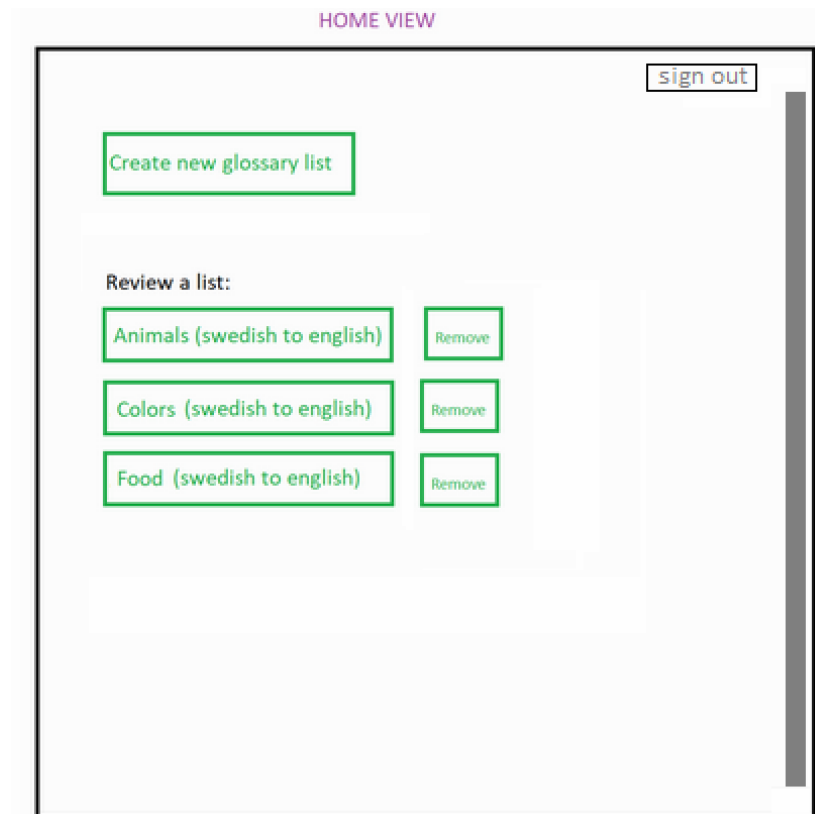 HOME VIEW
sign out
Create new glossary list
Review a list:
Animals (swedish to english)
Remove
Colors (swedish to english)
Remove
Food (swedish to english)
Remove